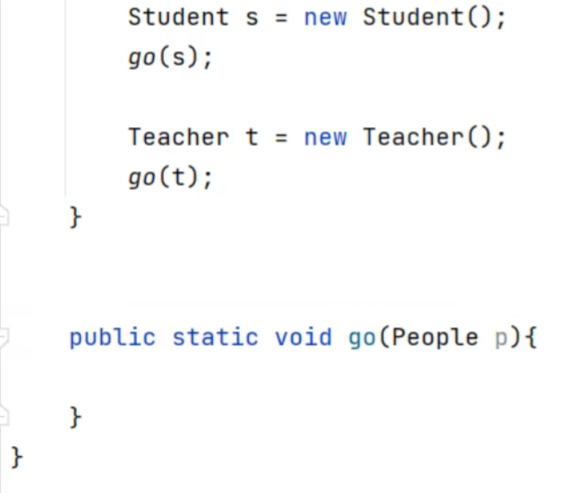 Student s = new Student();
go(s);
Teacher t = new Teacher();
go(t);
}
public static void go(People p){
}
}